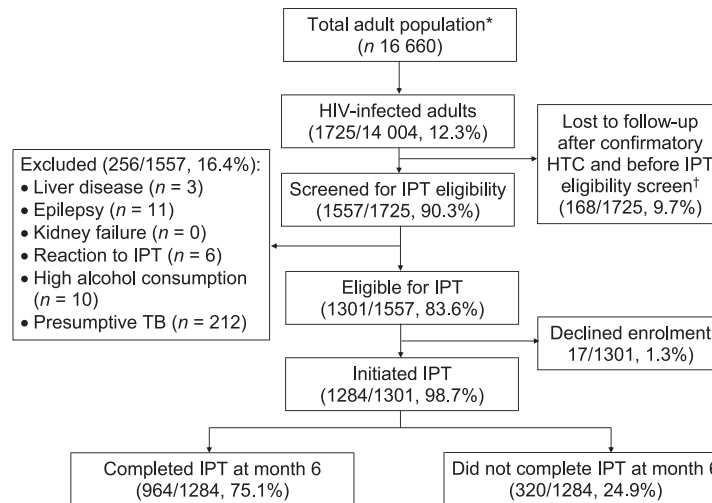 Total adult population*
(n 16 660)
HIV-infected adults
(1725/14 004, 12.3%)
Lost to follow-up
after confirmatory
HTC and before IPT
eligibility screen†
(168/1725, 9.7%)
Excluded (256/1557, 16.4%):
• Liver disease (n = 3)
• Epilepsy (n = 11)
• Kidney failure (n = 0)
• Reaction to IPT (n = 6)
• High alcohol consumption
(n = 10)
• Presumptive TB (n = 212)
Screened for IPT eligibility
(1557/1725, 90.3%)
Eligible for IPT
(1301/1557, 83.6%)
Declined enrolment
17/1301, 1.3%)
Initiated IPT
(1284/1301, 98.7%)
Completed IPT at month 6
(964/1284, 75.1%)
Did not complete IPT at month 6
(320/1284, 24.9%)